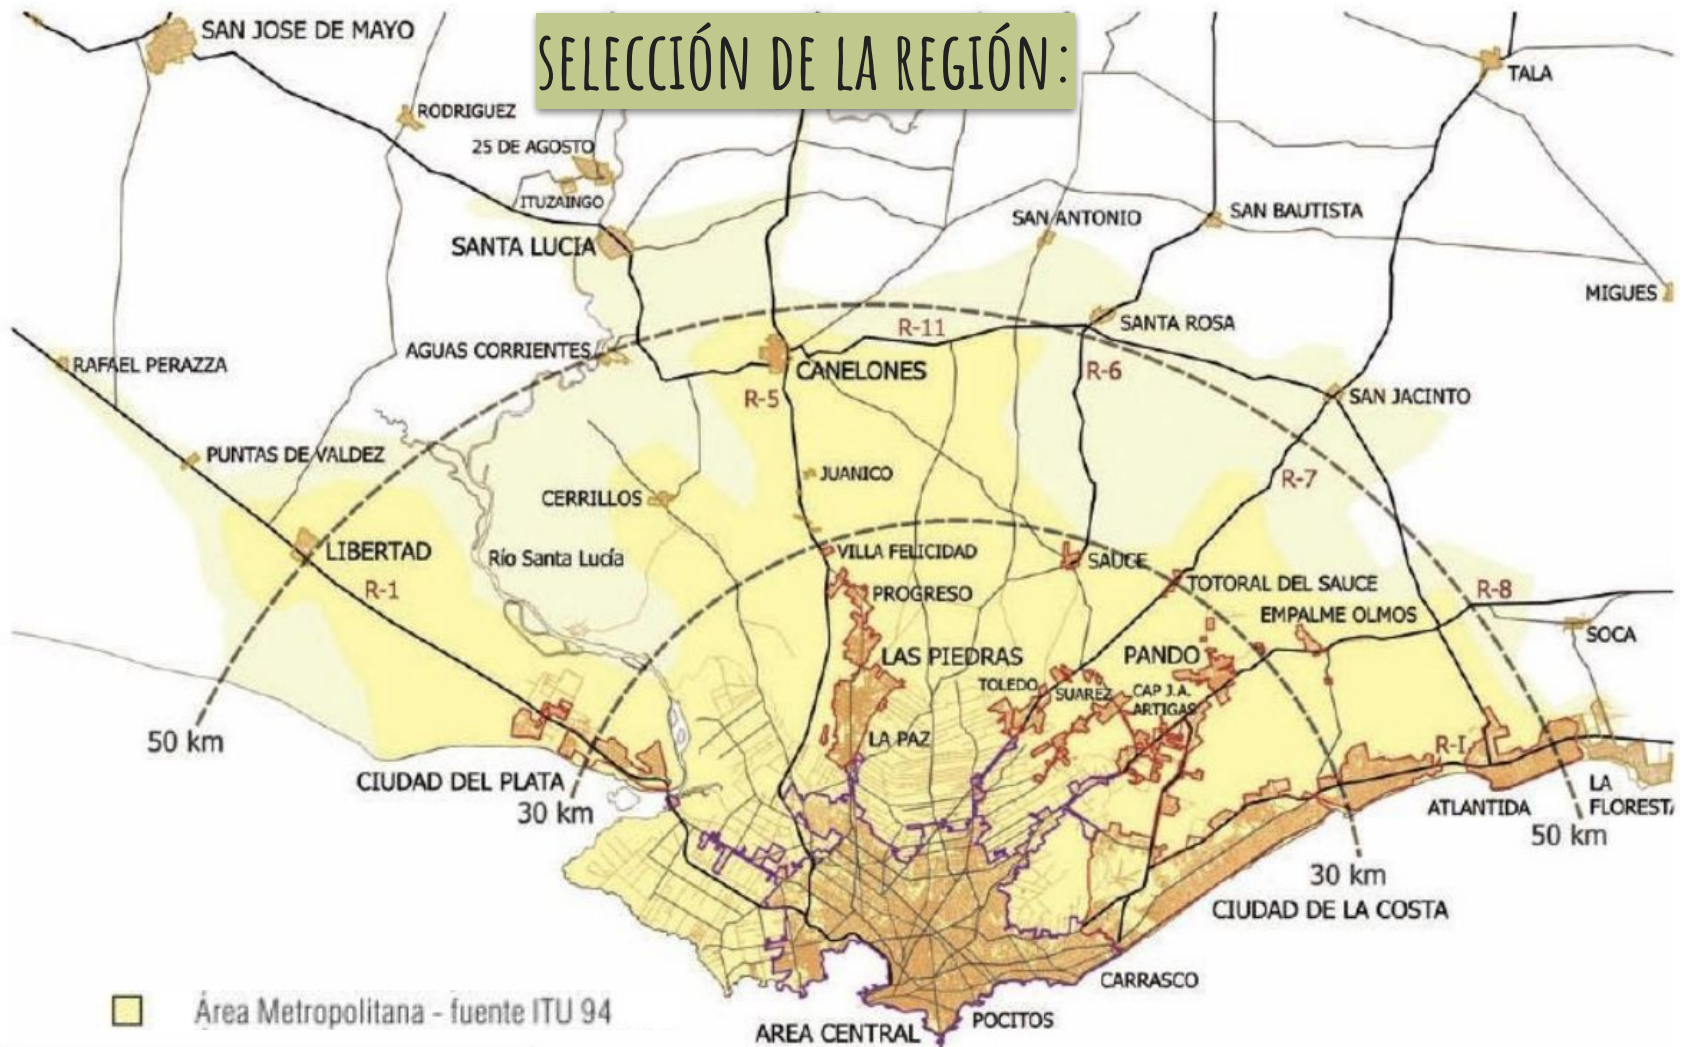 SELECCIÓN DE LA REGIÓN:
SAN JOSE DE MAYO
TALA
RODRIGUEZ
25 DE AGOSTO
ITUZAINGO
SAN ANTONIO
SAN BAUTISTA
SANTA LUCIA
MIGUES
R-11
SANTA ROSA
AGUAS CORRIENTES
RAFAEL PERAZZA
CANELONES
R-6
R-5
SAN JACINTO
PUNTAS DE VALDEZ
JUANICO
R-7
CERRILLOS
LIBERTAD
Río Santa Lucía
VILLA FELICIDAD
SAUCE
R-1
PROGRESO
TOTORAL DEL SAUCE
R-8
EMPALME OLMOS
SOCA
LAS PIEDRAS
PANDO
TOLEDO
SUAREZ
CAP J.A.
ARTIGAS
50 km
LA PAZ
R-I
CIUDAD DEL PLATA
30 km
ATLANTIDA
LA
FLORESTA
50 km
30 km
CIUDAD DE LA COSTA
CARRASCO
Área Metropolitana - fuente ITU 94
POCITOS
AREA CENTRAL